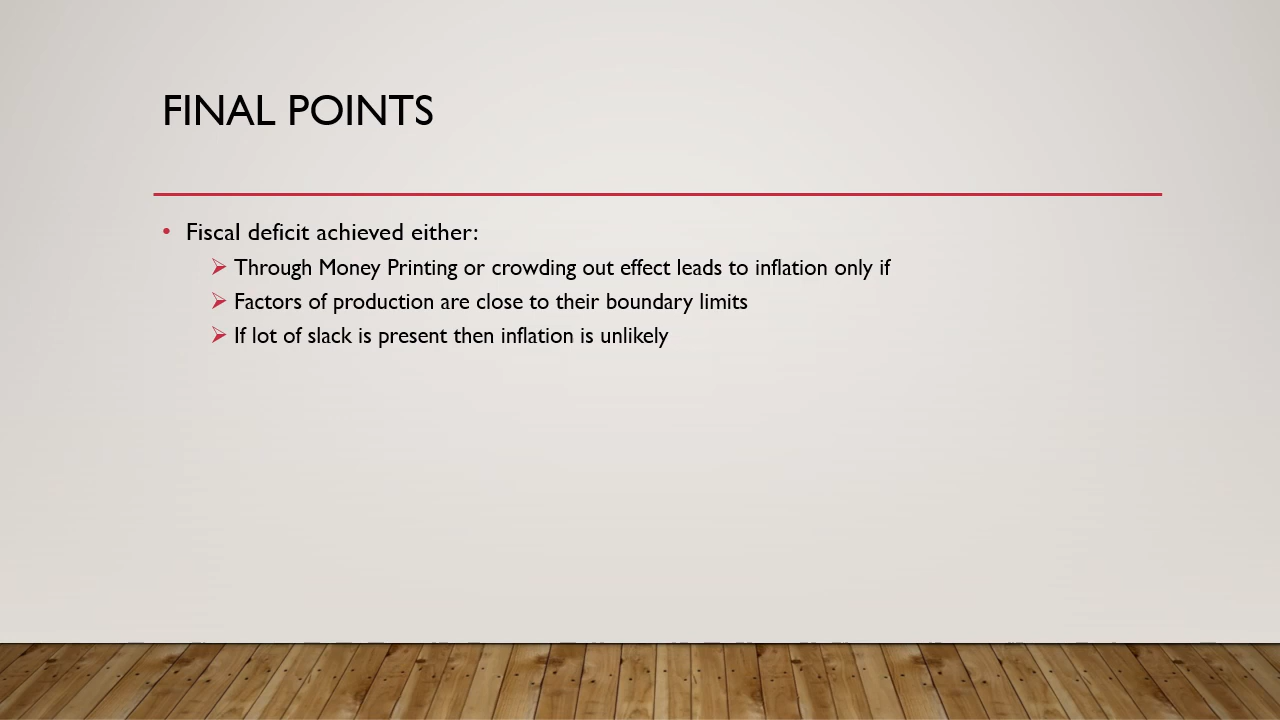 FINAL POINTS
• Fiscal deficit achieved either:
➢ Through Money Printing or crowding out effect leads to inflation only if
➢ Factors of production are close to their boundary limits
➢ If lot of slack is present then inflation is unlikely